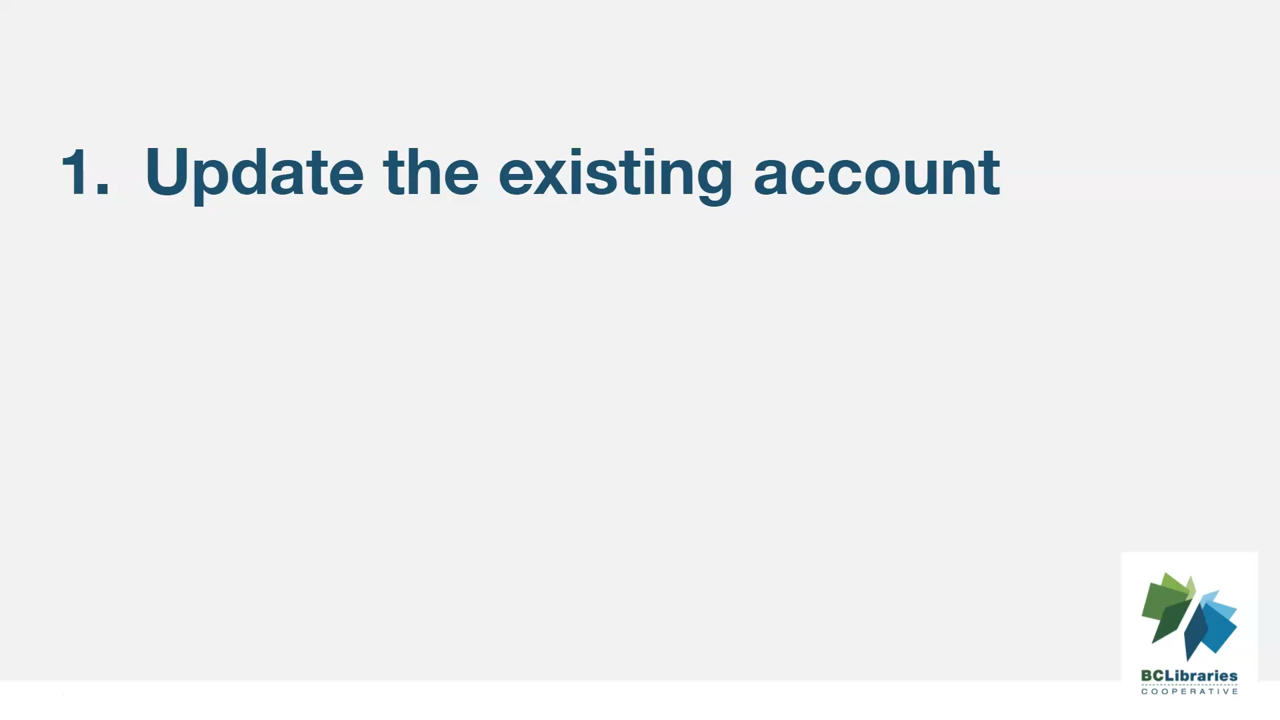 1. Update the existing account
BCLibraries
COOPERATIVE